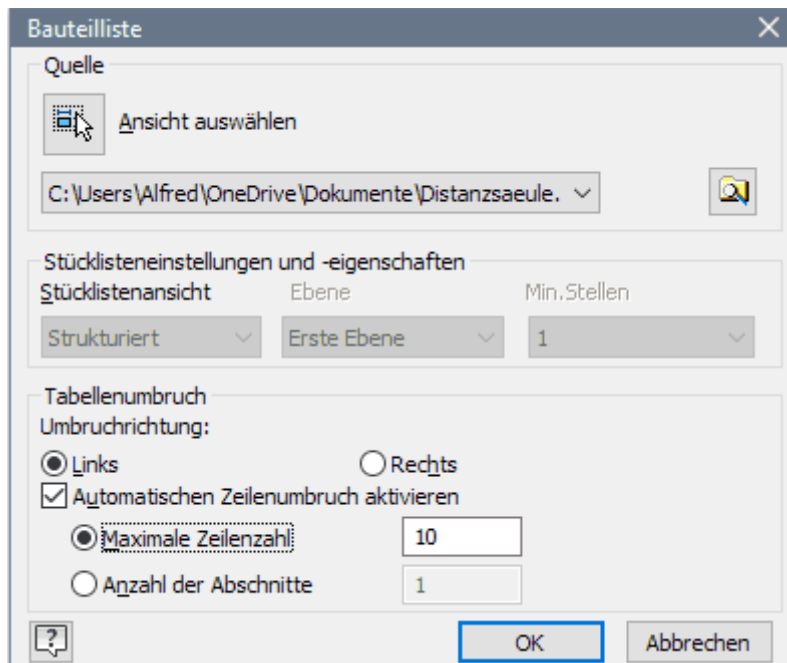 Bauteilliste
Quelle
Ansicht auswählen
C:\Users\Alfred\OneDrive\Dokumente\Distanzsaeule.
Stücklisteneinstellungen und -eigenschaften
Stücklistenansicht Ebene Min.Stellen
Strukturiert Erste Ebene 1
Tabellenumbruch
Umbruchrichtung:
Links Rechts
Automatischen Zeilenumbruch aktivieren
Maximale Zeilenzahl 10
Anzahl der Abschnitte 1
? OK Abbrechen